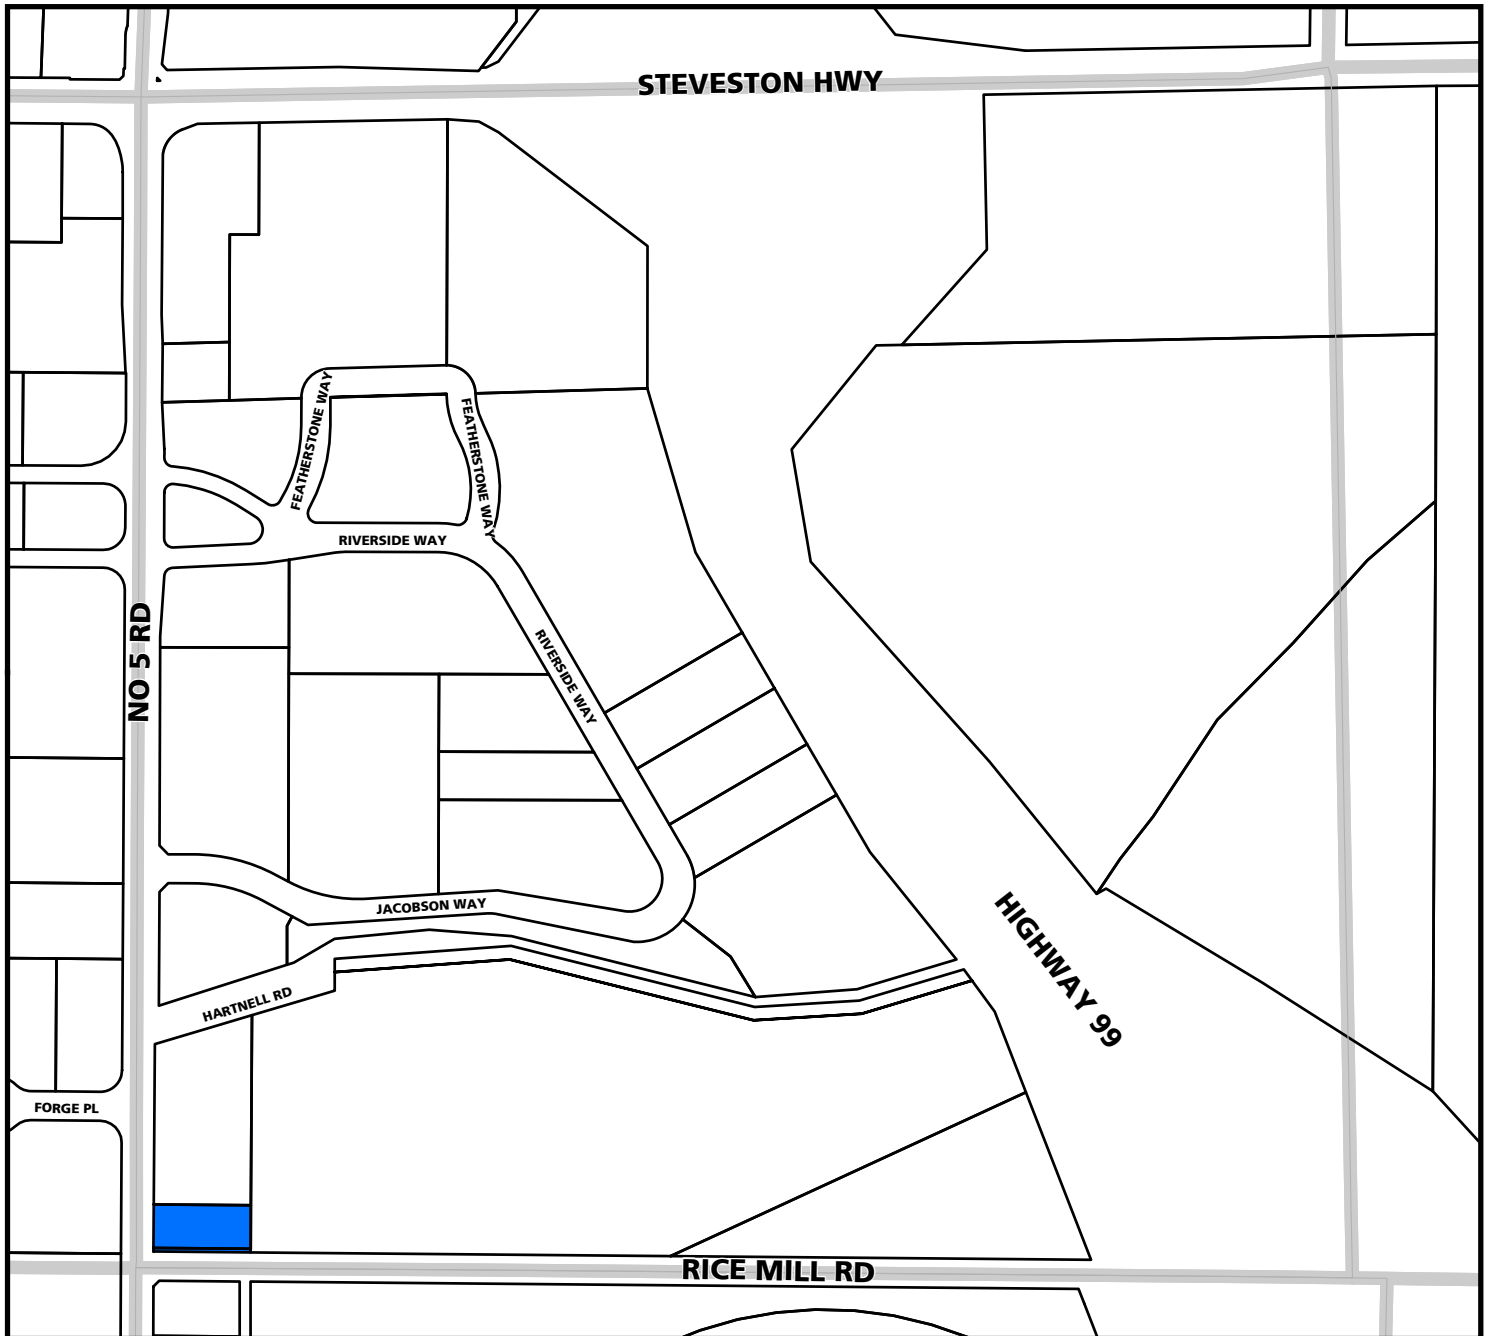 STEVESTON HWY
FEATHERSTONE WAY
FEATHERSTONE WAY
RIVERSIDE WAY
NO 5 RD
RIVERSIDE WAY
JACOBSON WAY
HIGHWAY 99
HARTNELL RD
FORGE PL
RICE MILL RD